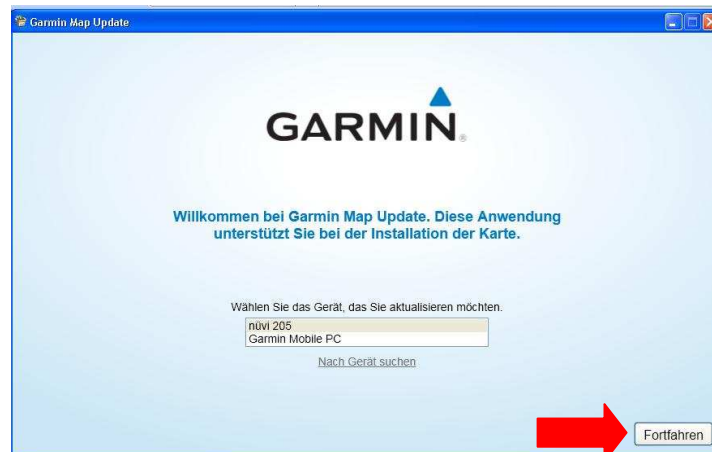 Garmin Map Update
GARMIN®
Willkommen bei Garmin Map Update. Diese Anwendung
unterstützt Sie bei der Installation der Karte.
Wählen Sie das Gerät, das Sie aktualisieren möchten.
nüvi 205
Garmin Mobile PC
Nach Gerät suchen
Fortfahren